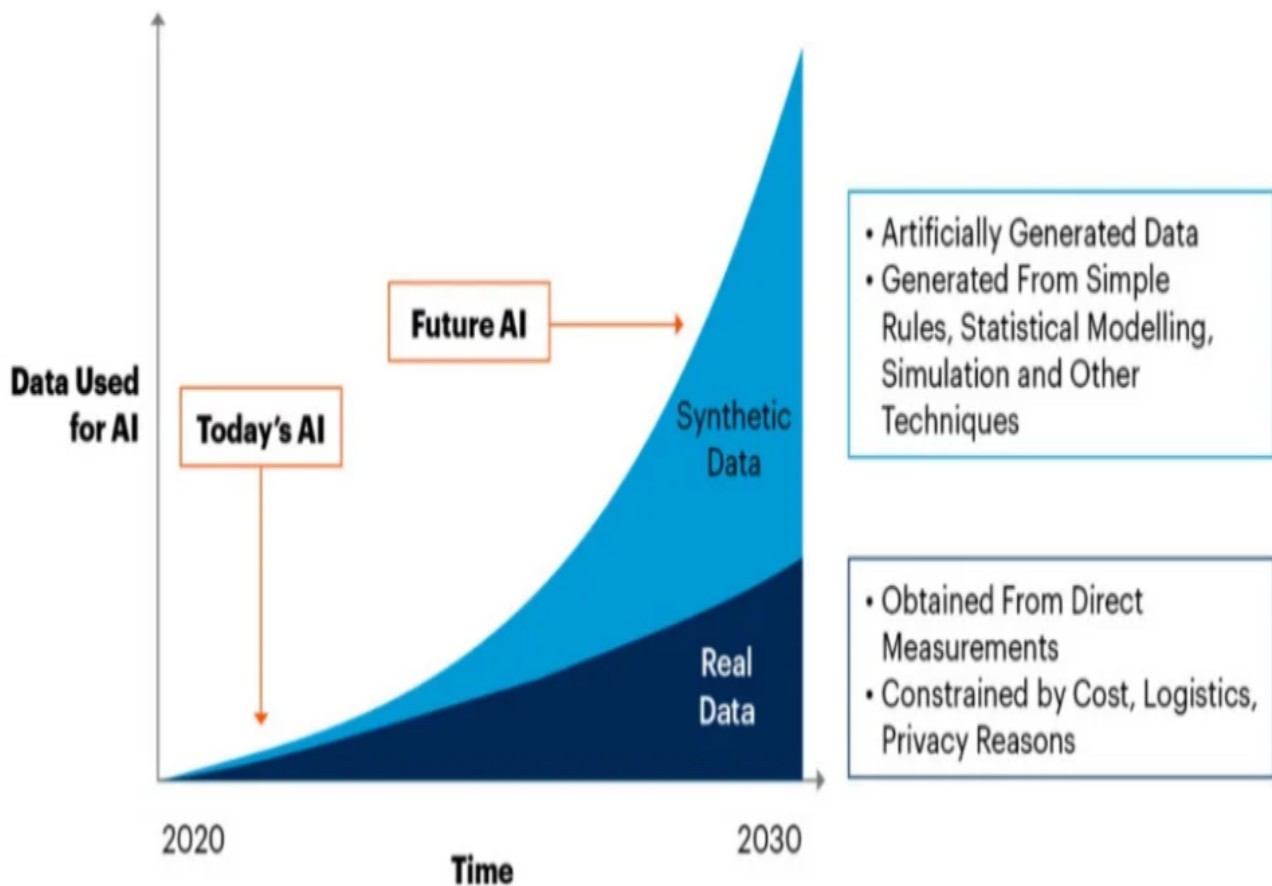 Data Used
for AI
Today's AI
Future AI
Synthetic
Data
Real
Data
2020
2030
Time
• Artificially Generated Data
• Generated From Simple
Rules, Statistical Modelling,
Simulation and Other
Techniques
• Obtained From Direct
Measurements
• Constrained by Cost, Logistics,
Privacy Reasons